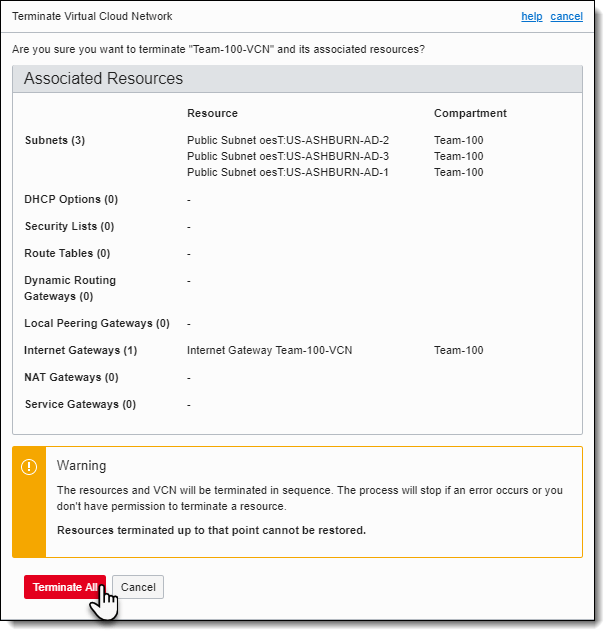 Terminate Virtual Cloud Network help cancel
Are you sure you want to terminate "Team-100-VCN" and its associated resources?
Associated Resources
Resource Compartment
Subnets (3) Public Subnet oesT:US-ASHBURN-AD-2 Team-100
Public Subnet oesT:US-ASHBURN-AD-3 Team-100
Public Subnet oesT:US-ASHBURN-AD-1 Team-100
DHCP Options (0) -
Security Lists (0) -
Route Tables (0) -
Dynamic Routing
Gateways (0) -
Local Peering Gateways (0) -
Internet Gateways (1) Internet Gateway Team-100-VCN Team-100
NAT Gateways (0) -
Service Gateways (0) -
Warning
The resources and VCN will be terminated in sequence. The process will stop if an error occurs or you
don't have permission to terminate a resource.
Resources terminated up to that point cannot be restored.
Terminate All Cancel